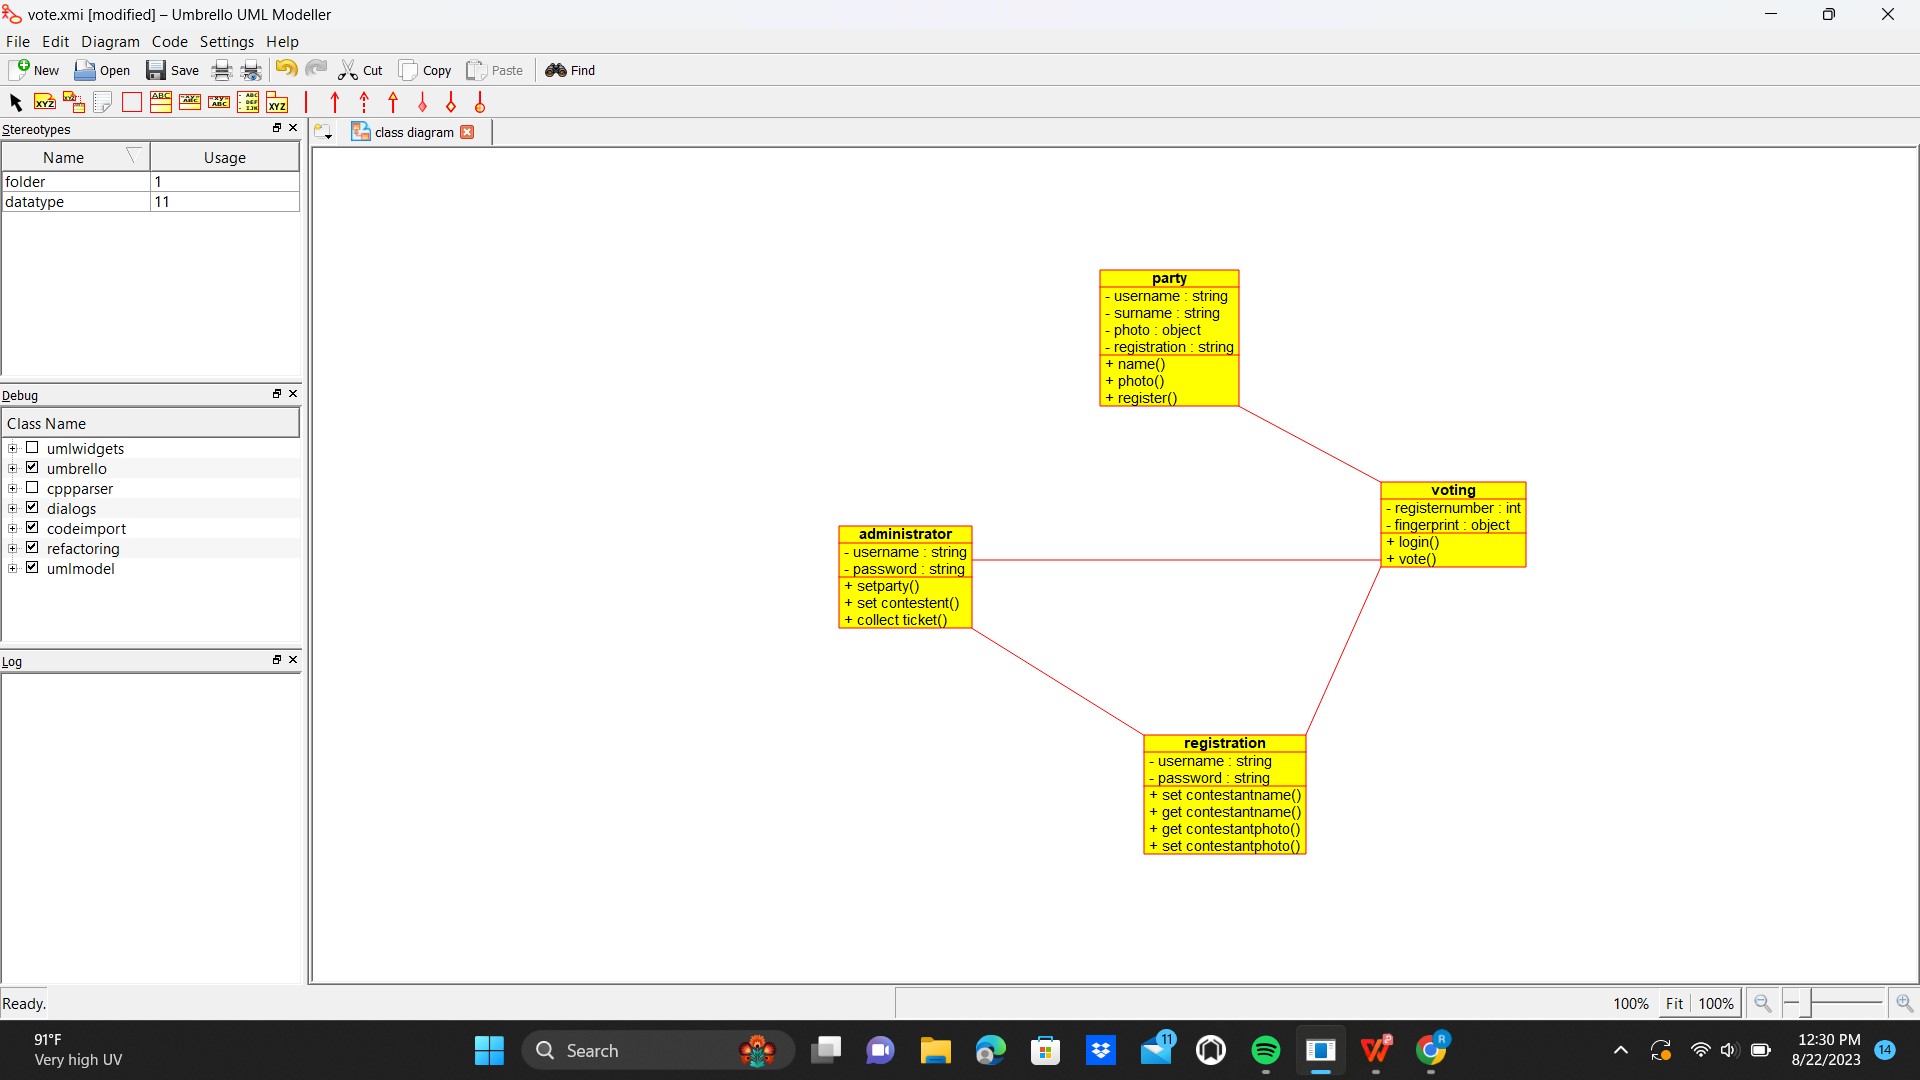 vote.xmi [modified] – Umbrello UML Modeller
File Edit Diagram Code Settings Help
New Open Save Cut Copy Paste Find
Stereotypes
class diagram
Name Usage
folder 1
datatype 11
Debug
Class Name
umlwidgets
umbrello
cppparser
dialogs
codeimport
refactoring
umlmodel
Log
party
- username : string
- surname : string
- photo : object
- registration : string
+ name()
+ photo()
+ register()
voting
- registernumber : int
- fingerprint : object
+ login()
+ vote()
administrator
- username : string
- password : string
+ setparty()
+ set contestent()
+ collect ticket()
registration
- username : string
- password : string
+ set contestantname()
+ get contestantname()
+ get contestantphoto()
+ set contestantphoto()
Ready.
100% Fit 100%
91°F
Very high UV
Search
11
12:30 PM
8/22/2023
14